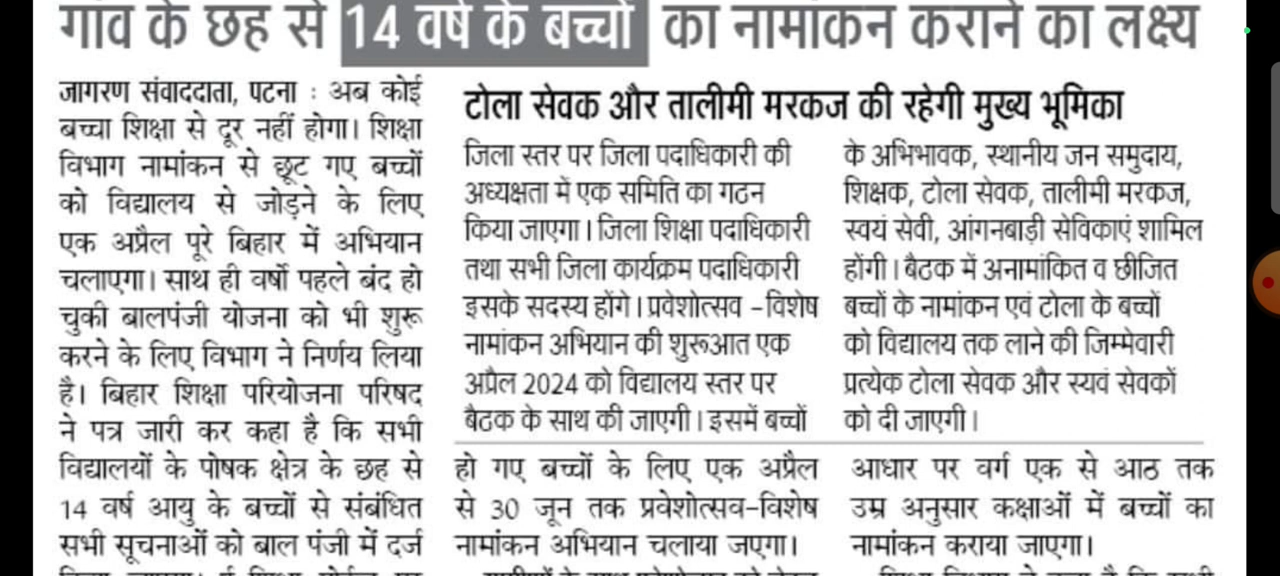 गांव के छह से 14 वर्ष के बच्चों का नामांकन कराने का लक्ष्य
जागरण संवाददाता, पटना : अब कोई
बच्चा शिक्षा से दूर नहीं होगा। शिक्षा
विभाग नामांकन से छूट गए बच्चों
को विद्यालय से जोड़ने के लिए
एक अप्रैल पूरे बिहार में अभियान
चलाएगा। साथ ही वर्षो पहले बंद हो
चुकी बालपंजी योजना को भी शुरू
करने के लिए विभाग ने निर्णय लिया
है। बिहार शिक्षा परियोजना परिषद
ने पत्र जारी कर कहा है कि सभी
विद्यालयों के पोषक क्षेत्र के छह से
14 वर्ष आयु के बच्चों से संबंधित
सभी सूचनाओं को बाल पंजी में दर्ज
टोला सेवक और तालीमी मरकज की रहेगी मुख्य भूमिका
जिला स्तर पर जिला पदाधिकारी की
अध्यक्षता में एक समिति का गठन
किया जाएगा। जिला शिक्षा पदाधिकारी
तथा सभी जिला कार्यक्रम पदाधिकारी
इसके सदस्य होंगे। प्रवेशोत्सव -विशेष
नामांकन अभियान की शुरूआत एक
अप्रैल 2024 को विद्यालय स्तर पर
बैठक के साथ की जाएगी। इसमें बच्चों
के अभिभावक, स्थानीय जन समुदाय,
शिक्षक, टोला सेवक, तालीमी मरकज,
स्वयं सेवी, आंगनबाड़ी सेविकाएं शामिल
होंगी। बैठक में अनामांकित व छीजित
बच्चों के नामांकन एवं टोला के बच्चों
को विद्यालय तक लाने की जिम्मेवारी
प्रत्येक टोला सेवक और स्यवं सेवकों
को दी जाएगी।
हो गए बच्चों के लिए एक अप्रैल
से 30 जून तक प्रवेशोत्सव-विशेष
नामांकन अभियान चलाया जएगा।
आधार पर वर्ग एक से आठ तक
उम्र अनुसार कक्षाओं में बच्चों का
नामांकन कराया जाएगा।